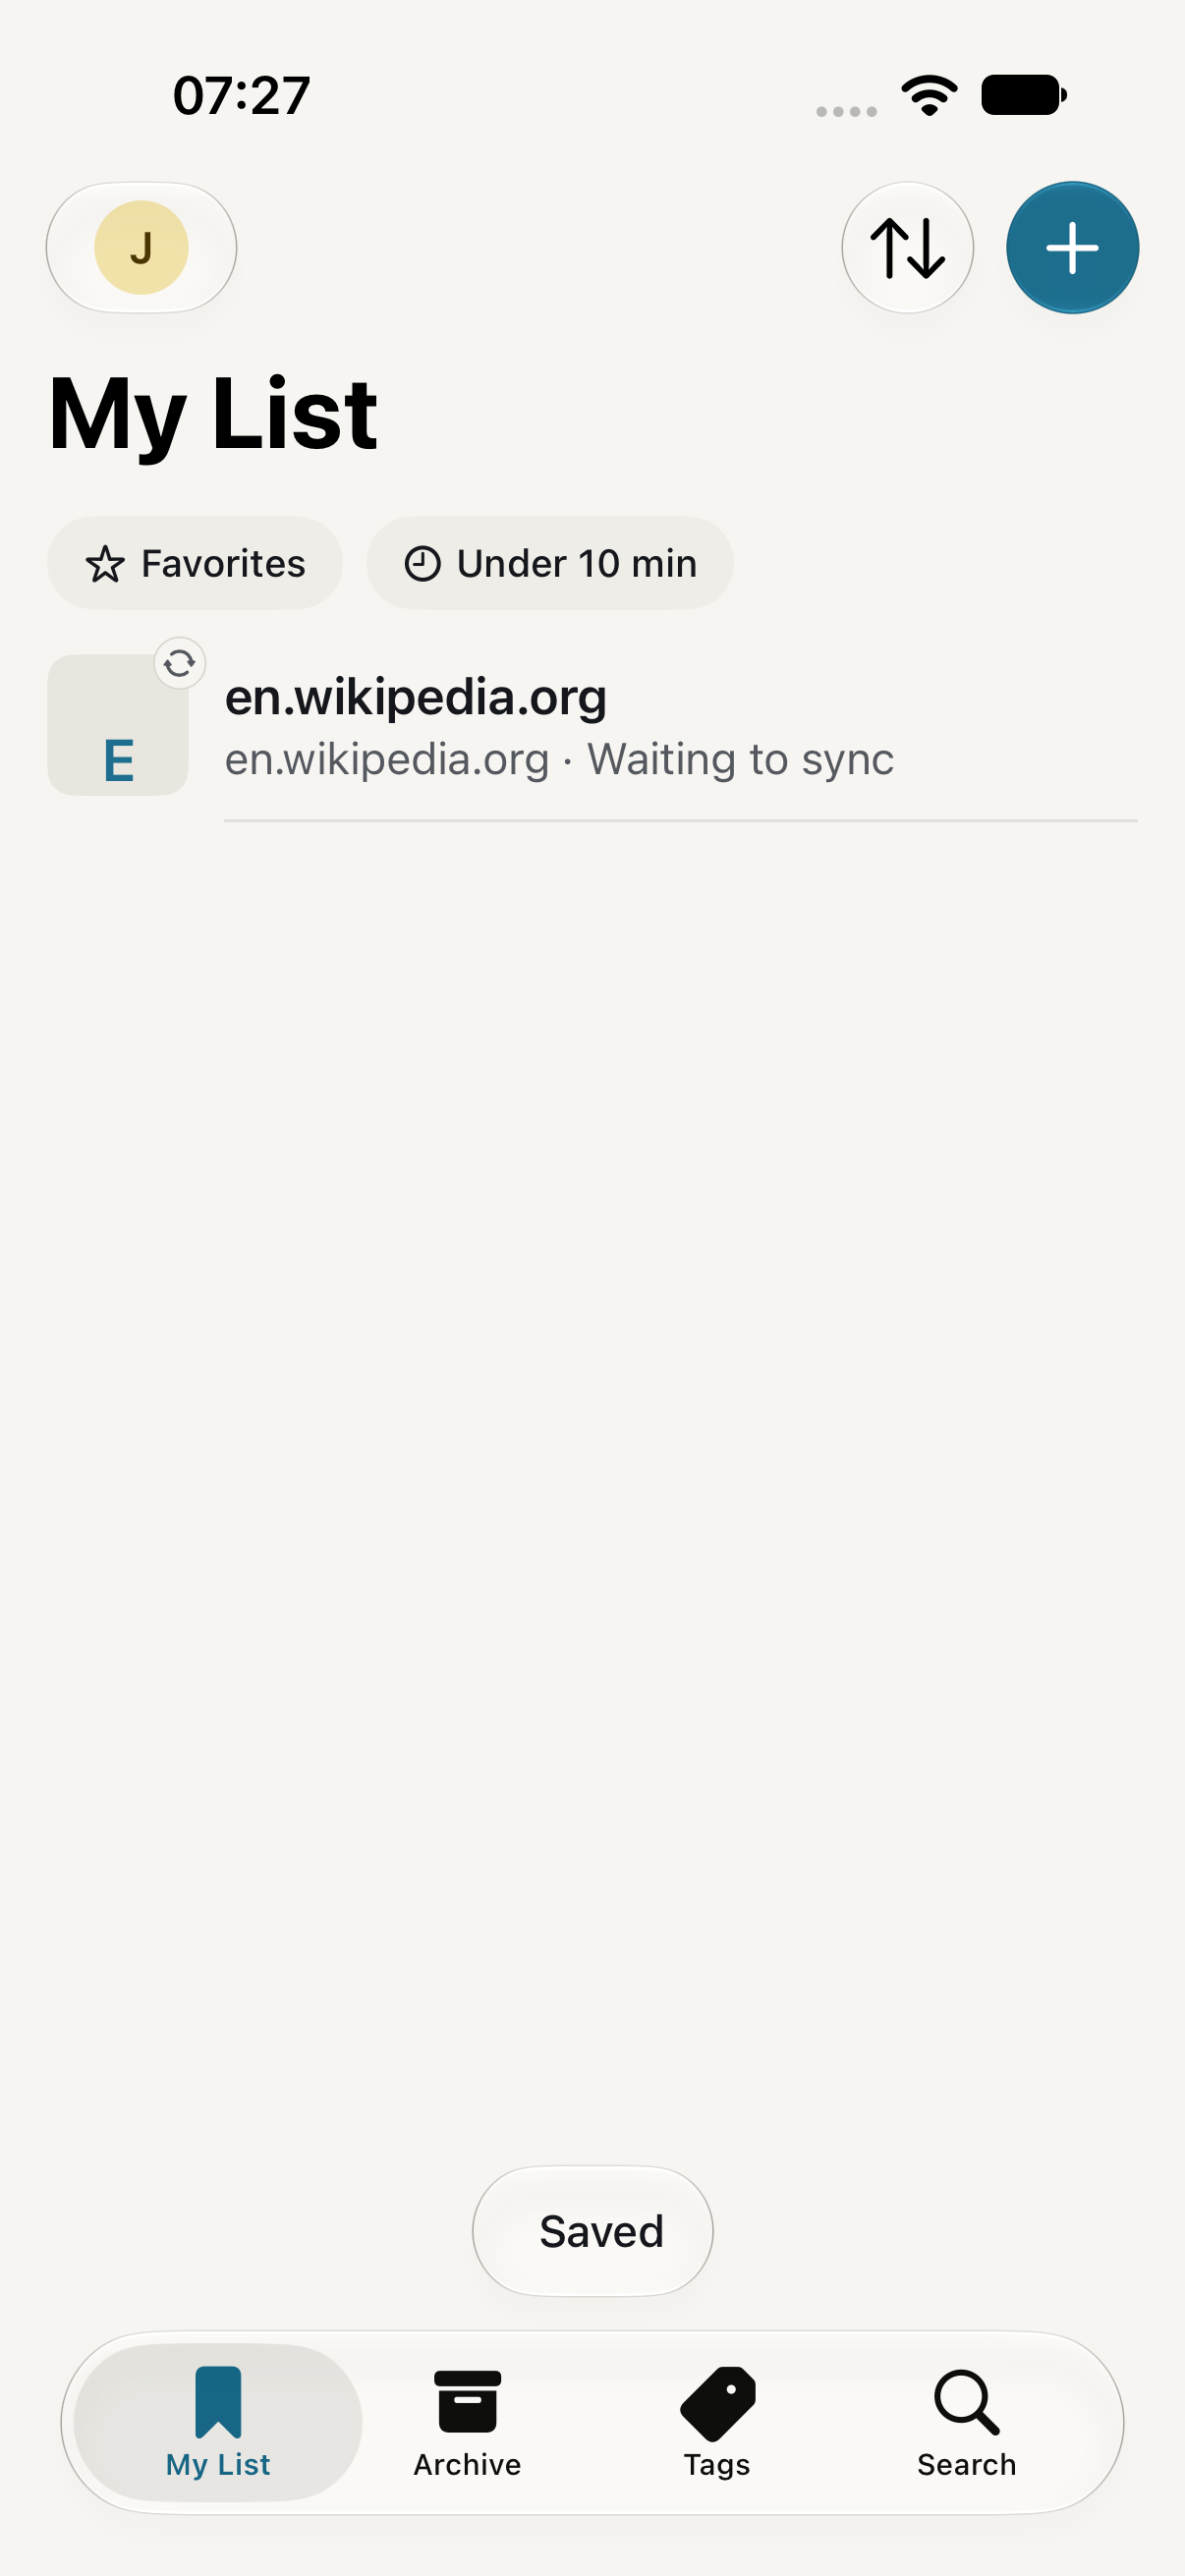 07:27
J
My List
Favorites
Under 10 min
E
en.wikipedia.org
en.wikipedia.org · Waiting to sync
Saved
My List
Archive
Tags
Search